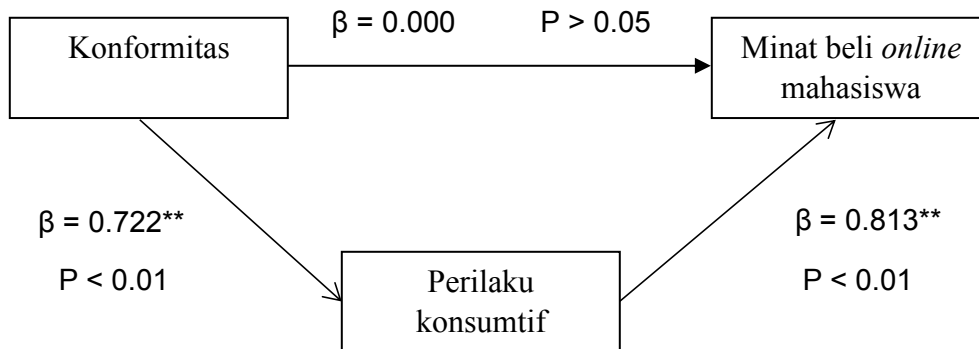 β = 0.000 P > 0.05
Konformitas
Minat beli online
mahasiswa
β = 0.722**
P < 0.01
β = 0.813**
P < 0.01
Perilaku
konsumtif